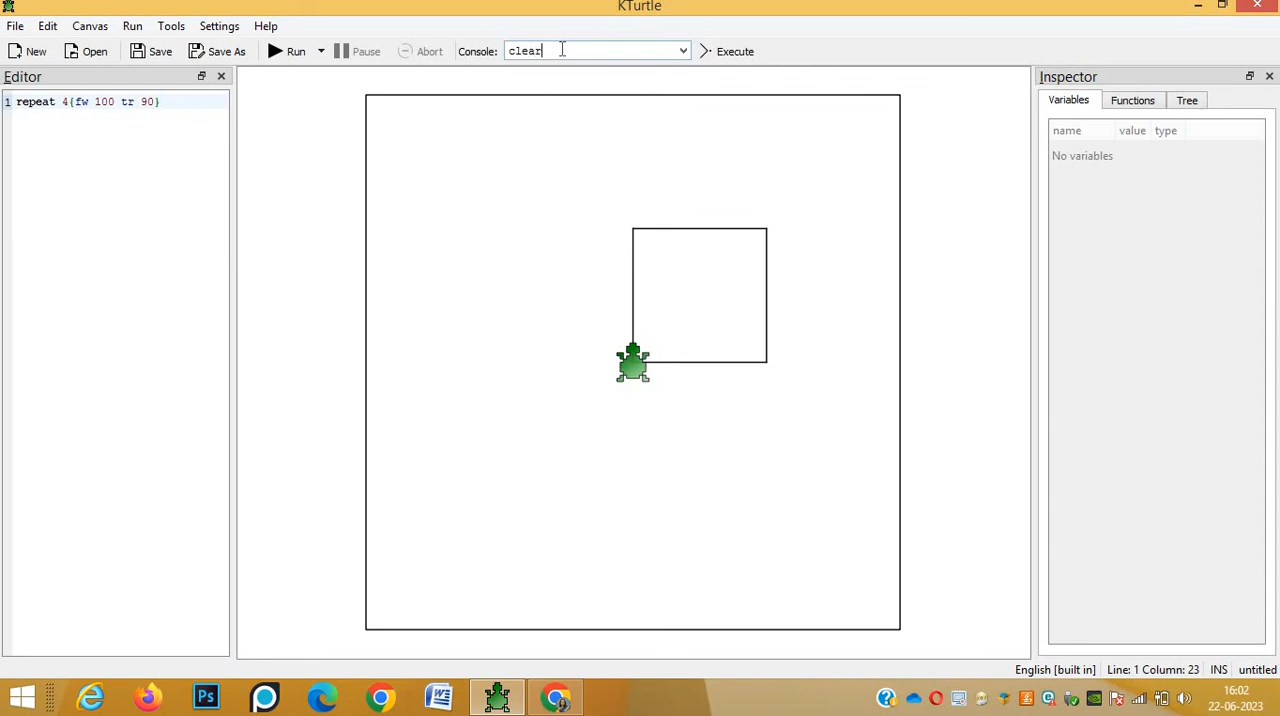 KTurtle
File Edit Canvas Run Tools Settings Help
New Open Save Save As Run Pause Abort Console: clear Execute
Editor
Inspector
1 repeat 4{fw 100 tr 90}
Variables Functions Tree
name value type
No variables
English [built in] Line: 1 Column: 23 INS untitled
Ps
16:02
22-06-2023